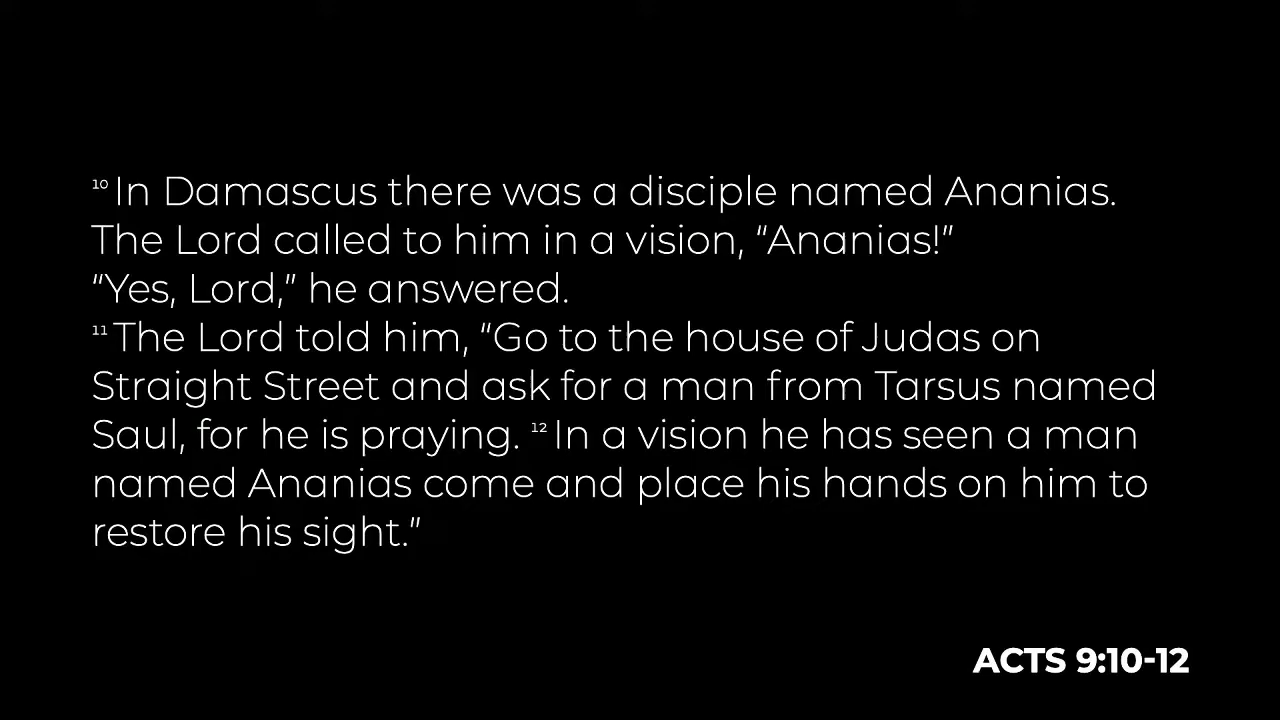 ¹⁰ In Damascus there was a disciple named Ananias.
The Lord called to him in a vision, “Ananias!”
“Yes, Lord,” he answered.
¹¹ The Lord told him, “Go to the house of Judas on
Straight Street and ask for a man from Tarsus named
Saul, for he is praying. ¹² In a vision he has seen a man
named Ananias come and place his hands on him to
restore his sight.”
ACTS 9:10-12